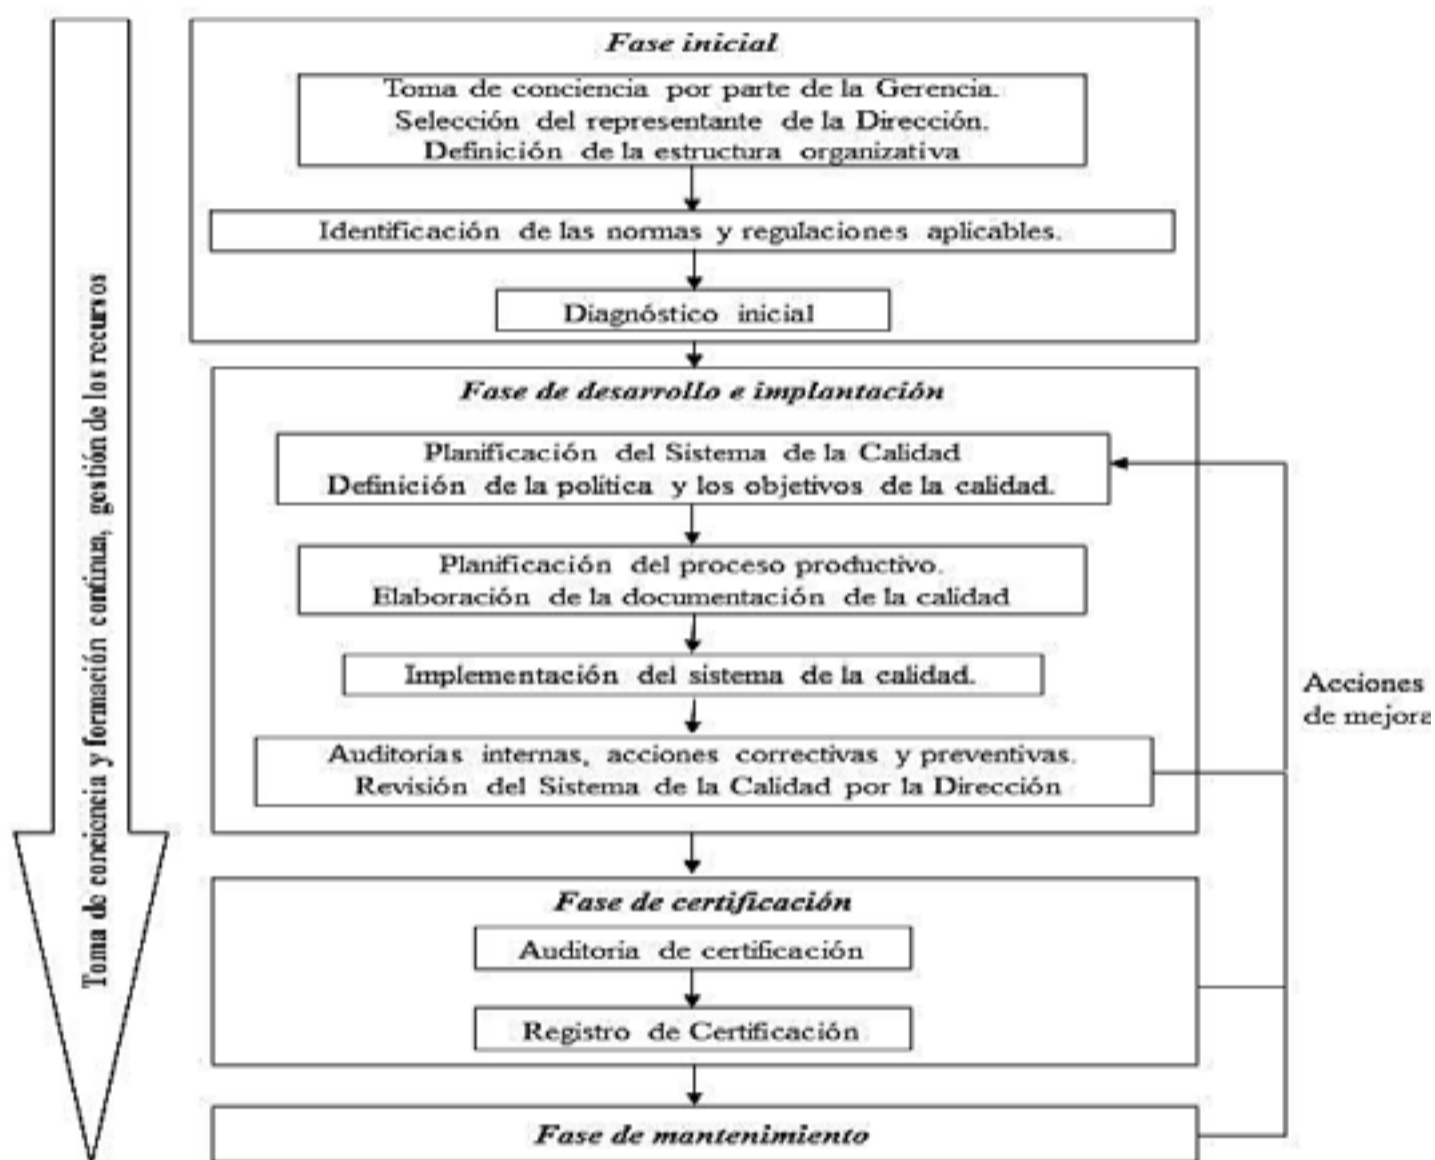 Fase inicial
Toma de conciencia por parte de la Gerencia.
Selección del representante de la Dirección.
Definición de la estructura organizativa
Identificación de las normas y regulaciones aplicables.
Diagnóstico inicial
Toma de conciencia y formación continua, gestión de los recursos
Fase de desarrollo e implantación
Planificación del Sistema de la Calidad
Definición de la política y los objetivos de la calidad.
Planificación del proceso productivo.
Elaboración de la documentación de la calidad
Implementación del sistema de la calidad.
Acciones
de mejora
Auditorías internas, acciones correctivas y preventivas.
Revisión del Sistema de la Calidad por la Dirección
Fase de certificación
Auditoría de certificación
Registro de Certificación
Fase de mantenimiento